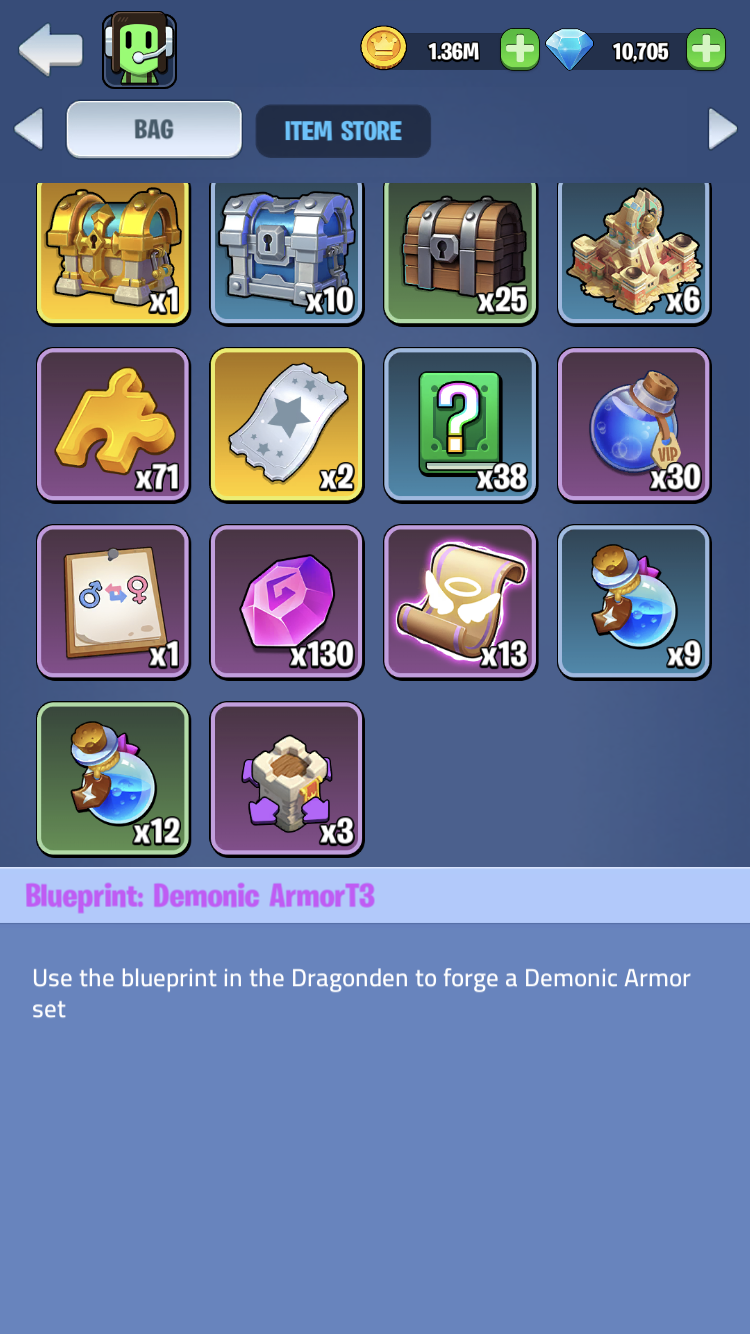 1.36M
10,705
BAG
ITEM STORE
x1
x10
x25
x6
x71
x2
?
x38
VIP
x30
x1
x130
x13
x9
x12
x3
Blueprint: Demonic ArmorT3
Use the blueprint in the Dragonden to forge a Demonic Armor
set